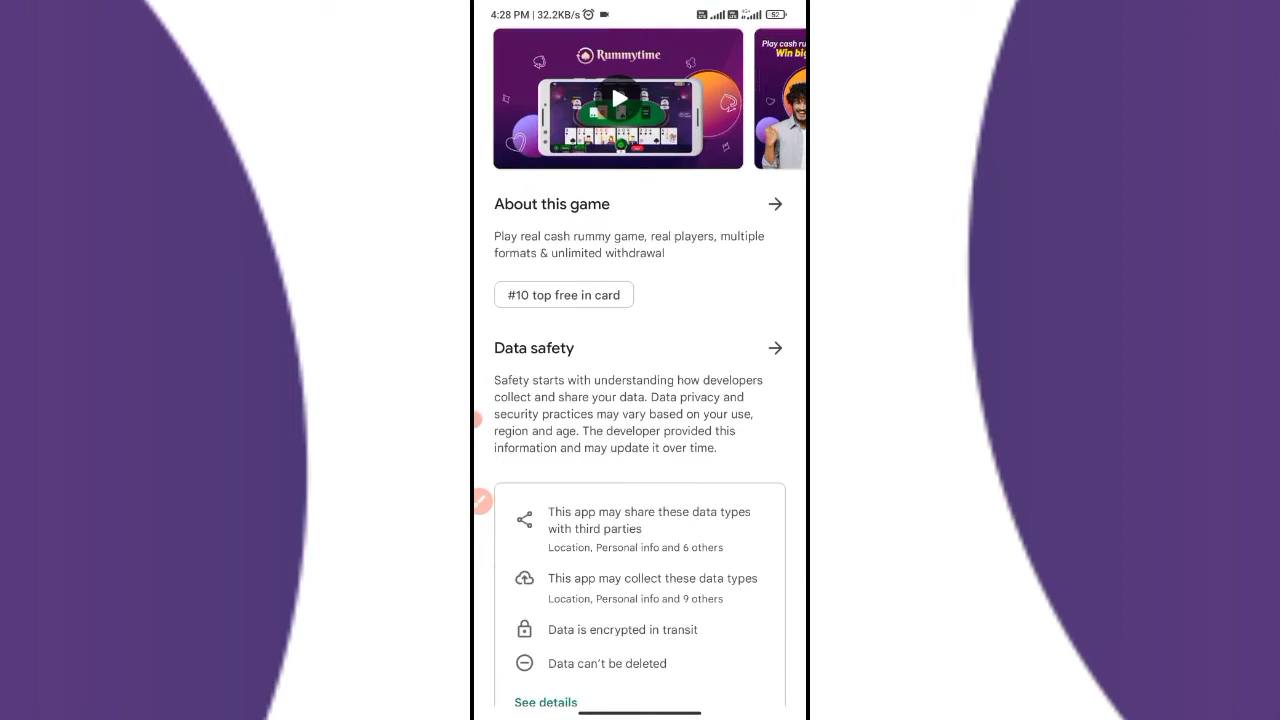 4:28 PM | 32.2KB/s
4G+
52
Rummytime
Play cash ru
Win big
About this game
Play real cash rummy game, real players, multiple
formats & unlimited withdrawal
#10 top free in card
Data safety
Safety starts with understanding how developers
collect and share your data. Data privacy and
security practices may vary based on your use,
region and age. The developer provided this
information and may update it over time.
This app may share these data types
with third parties
Location, Personal info and 6 others
This app may collect these data types
Location, Personal info and 9 others
Data is encrypted in transit
Data can't be deleted
See details